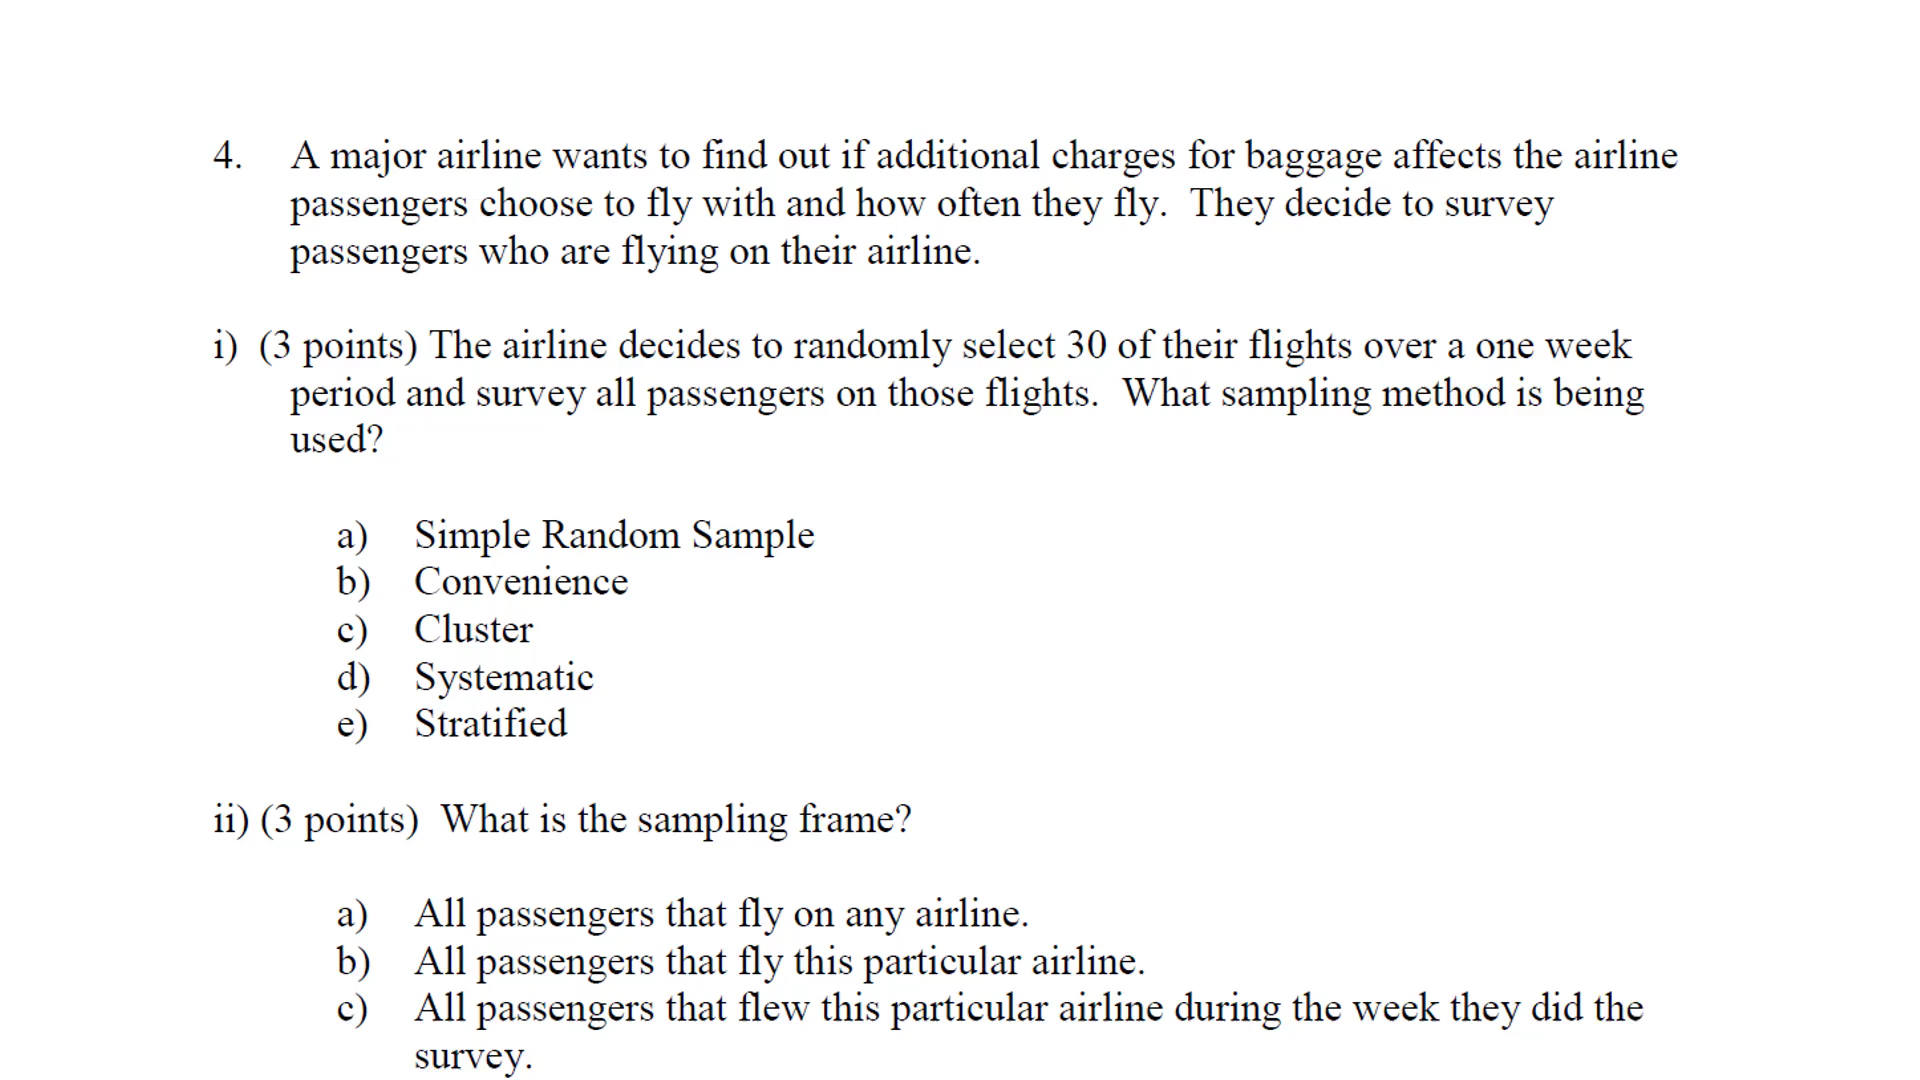 4. A major airline wants to find out if additional charges for baggage affects the airline
passengers choose to fly with and how often they fly. They decide to survey
passengers who are flying on their airline.
i) (3 points) The airline decides to randomly select 30 of their flights over a one week
period and survey all passengers on those flights. What sampling method is being
used?
a) Simple Random Sample
b) Convenience
c) Cluster
d) Systematic
e) Stratified
ii) (3 points) What is the sampling frame?
a) All passengers that fly on any airline.
b) All passengers that fly this particular airline.
c) All passengers that flew this particular airline during the week they did the
survey.